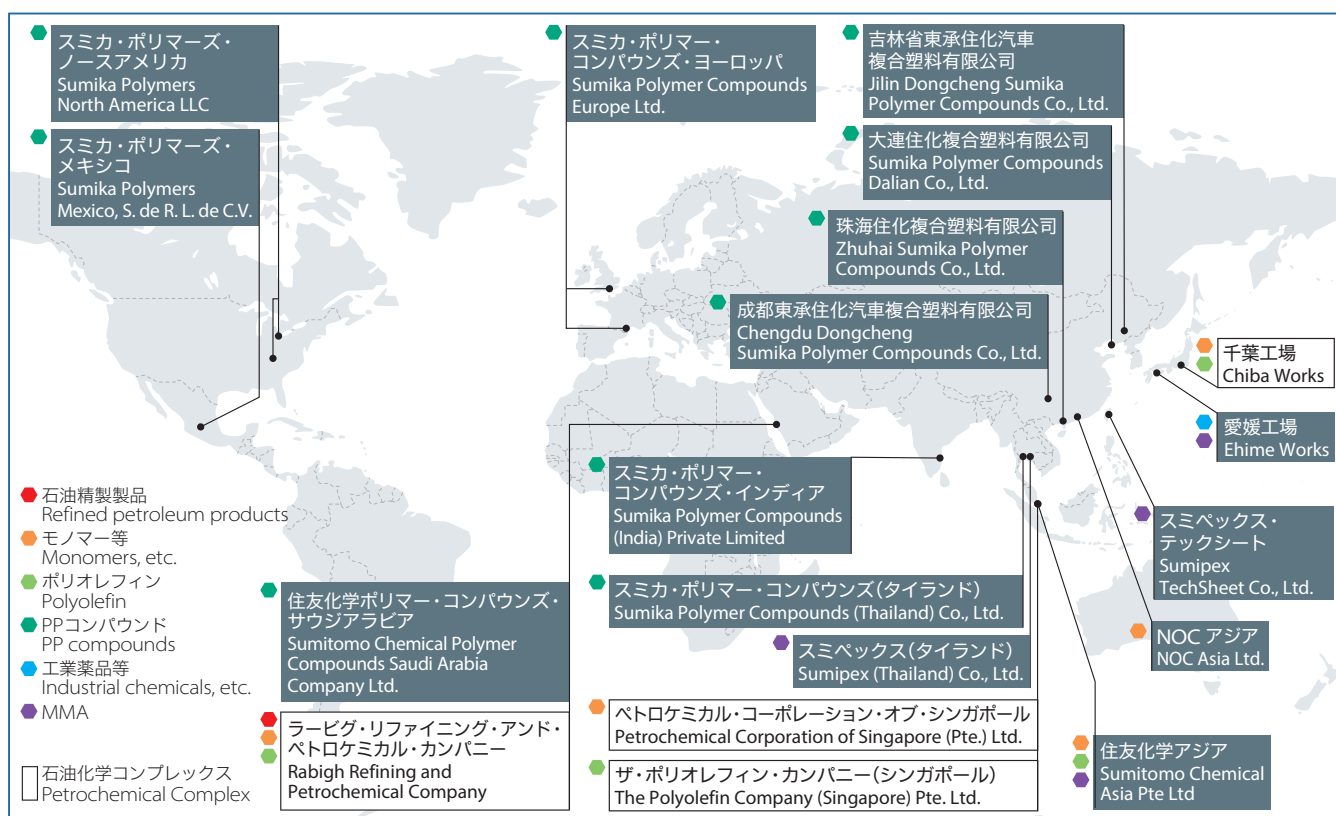 スミカ・ポリマーズ・
ノースアメリカ
Sumika Polymers
North America LLC
スミカ・ポリマーズ・
メキシコ
Sumika Polymers
Mexico, S. de R. L. de C.V.
スミカ・ポリマー・
コンパウンズ・ヨーロッパ
Sumika Polymer Compounds
Europe Ltd.
吉林省東承住化汽車
複合塑料有限公司
Jilin Dongcheng Sumika
Polymer Compounds Co., Ltd.
大連住化複合塑料有限公司
Sumika Polymer Compounds
Dalian Co., Ltd.
珠海住化複合塑料有限公司
Zhuhai Sumika Polymer
Compounds Co., Ltd.
成都東承住化汽車複合塑料有限公司
Chengdu Dongcheng
Sumika Polymer Compounds Co., Ltd.
千葉工場
Chiba Works
愛媛工場
Ehime Works
スミカ・ポリマー・
コンパウンズ・インディア
Sumika Polymer Compounds
(India) Private Limited
スミペックス・
テックシート
Sumipex
TechSheet Co., Ltd.
スミカ・ポリマー・コンパウンズ(タイランド)
Sumika Polymer Compounds (Thailand) Co., Ltd.
スミペックス(タイランド)
Sumipex (Thailand) Co., Ltd.
NOC アジア
NOC Asia Ltd.
住友化学ポリマー・コンパウンズ・
サウジアラビア
Sumitomo Chemical Polymer
Compounds Saudi Arabia
Company Ltd.
ラービグ・リファイニング・アンド・
ペトロケミカル・カンパニー
Rabigh Refining and
Petrochemical Company
ペトロケミカル・コーポレーション・オブ・シンガポール
Petrochemical Corporation of Singapore (Pte.) Ltd.
ザ・ポリオレフィン・カンパニー(シンガポール)
The Polyolefin Company (Singapore) Pte. Ltd.
住友化学アジア
Sumitomo Chemical
Asia Pte Ltd
石油精製製品
Refined petroleum products
モノマー等
Monomers, etc.
ポリオレフィン
Polyolefin
PPコンパウンド
PP compounds
工業薬品等
Industrial chemicals, etc.
MMA
石油化学コンプレックス
Petrochemical Complex